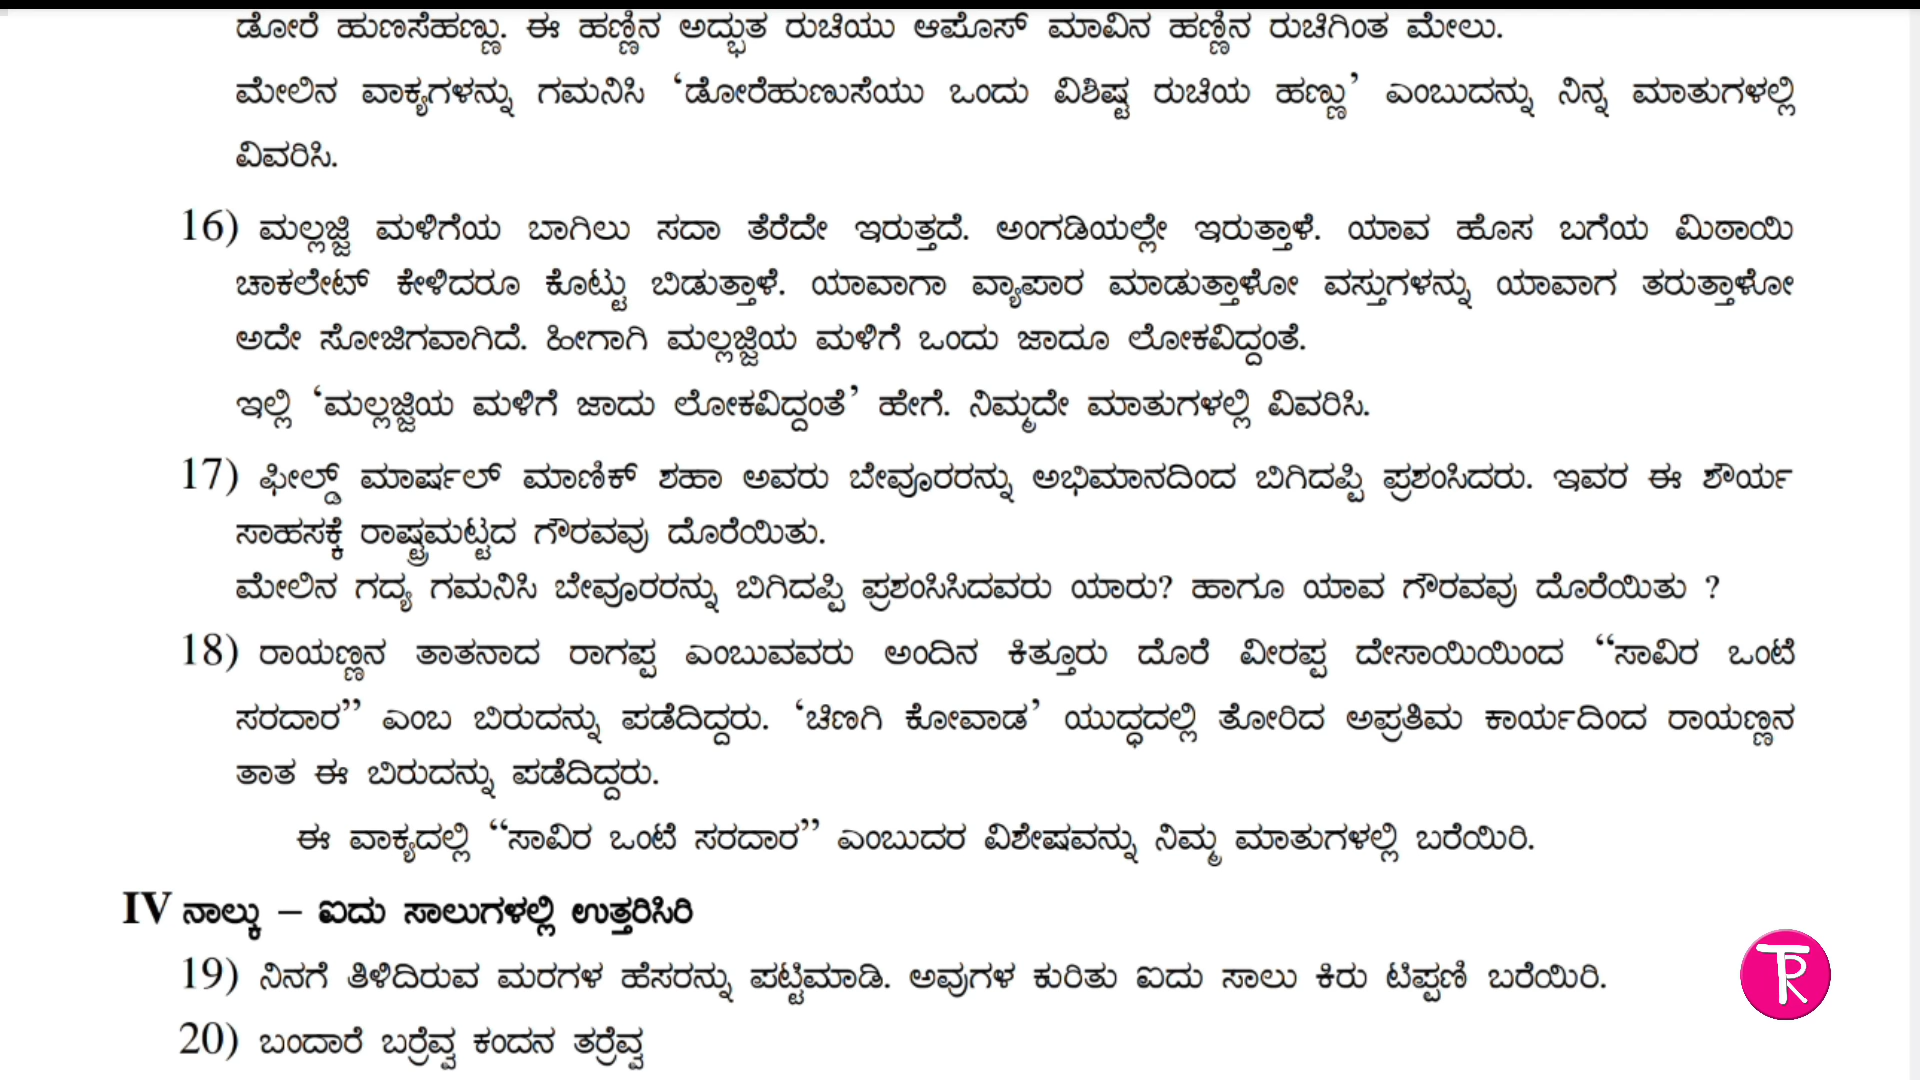 ಡೋರೆ ಹುಣಸೆಹಣ್ಣು. ಈ ಹಣ್ಣಿನ ಅದ್ಭುತ ರುಚಿಯು ಆಪೊಸ್ ಮಾವಿನ ಹಣ್ಣಿನ ರುಚಿಗಿಂತ ಮೇಲು.
ಮೇಲಿನ ವಾಕ್ಯಗಳನ್ನು ಗಮನಿಸಿ ‘ಡೋರೆಹುಣುಸೆಯು ಒಂದು ವಿಶಿಷ್ಟ ರುಚಿಯ ಹಣ್ಣು’ ಎಂಬುದನ್ನು ನಿನ್ನ ಮಾತುಗಳಲ್ಲಿ
ವಿವರಿಸಿ.
16) ಮಲ್ಲಜ್ಜಿ ಮಳಿಗೆಯ ಬಾಗಿಲು ಸದಾ ತೆರೆದೇ ಇರುತ್ತದೆ. ಅಂಗಡಿಯಲ್ಲೇ ಇರುತ್ತಾಳೆ. ಯಾವ ಹೊಸ ಬಗೆಯ ಮಿಠಾಯಿ
ಚಾಕಲೇಟ್ ಕೇಳಿದರೂ ಕೊಟ್ಟು ಬಿಡುತ್ತಾಳೆ. ಯಾವಾಗಾ ವ್ಯಾಪಾರ ಮಾಡುತ್ತಾಳೋ ವಸ್ತುಗಳನ್ನು ಯಾವಾಗ ತರುತ್ತಾಳೋ
ಅದೇ ಸೋಜಿಗವಾಗಿದೆ. ಹೀಗಾಗಿ ಮಲ್ಲಜ್ಜಿಯ ಮಳಿಗೆ ಒಂದು ಜಾದೂ ಲೋಕವಿದ್ದಂತೆ.
ಇಲ್ಲಿ ‘ಮಲ್ಲಜ್ಜಿಯ ಮಳಿಗೆ ಜಾದು ಲೋಕವಿದ್ದಂತೆ’ ಹೇಗೆ. ನಿಮ್ಮದೇ ಮಾತುಗಳಲ್ಲಿ ವಿವರಿಸಿ.
17) ಫೀಲ್ಡ್ ಮಾರ್ಷಲ್ ಮಾಣಿಕ್ ಶಹಾ ಅವರು ಬೇವೂರರನ್ನು ಅಭಿಮಾನದಿಂದ ಬಿಗಿದಪ್ಪಿ ಪ್ರಶಂಸಿದರು. ಇವರ ಈ ಶೌರ್ಯ
ಸಾಹಸಕ್ಕೆ ರಾಷ್ಟ್ರಮಟ್ಟದ ಗೌರವವು ದೊರೆಯಿತು.
ಮೇಲಿನ ಗದ್ಯ ಗಮನಿಸಿ ಬೇವೂರರನ್ನು ಬಿಗಿದಪ್ಪಿ ಪ್ರಶಂಸಿಸಿದವರು ಯಾರು? ಹಾಗೂ ಯಾವ ಗೌರವವು ದೊರೆಯಿತು ?
18) ರಾಯಣ್ಣನ ತಾತನಾದ ರಾಗಪ್ಪ ಎಂಬುವವರು ಅಂದಿನ ಕಿತ್ತೂರು ದೊರೆ ವೀರಪ್ಪ ದೇಸಾಯಿಯಿಂದ “ಸಾವಿರ ಒಂಟೆ
ಸರದಾರ” ಎಂಬ ಬಿರುದನ್ನು ಪಡೆದಿದ್ದರು. ‘ಚಿಣಗಿ ಕೋವಾಡ’ ಯುದ್ಧದಲ್ಲಿ ತೋರಿದ ಅಪ್ರತಿಮ ಕಾರ್ಯದಿಂದ ರಾಯಣ್ಣನ
ತಾತ ಈ ಬಿರುದನ್ನು ಪಡೆದಿದ್ದರು.
ಈ ವಾಕ್ಯದಲ್ಲಿ “ಸಾವಿರ ಒಂಟೆ ಸರದಾರ” ಎಂಬುದರ ವಿಶೇಷವನ್ನು ನಿಮ್ಮ ಮಾತುಗಳಲ್ಲಿ ಬರೆಯಿರಿ.
IV ನಾಲ್ಕು – ಐದು ಸಾಲುಗಳಲ್ಲಿ ಉತ್ತರಿಸಿರಿ
19) ನಿನಗೆ ತಿಳಿದಿರುವ ಮರಗಳ ಹೆಸರನ್ನು ಪಟ್ಟಿಮಾಡಿ. ಅವುಗಳ ಕುರಿತು ಐದು ಸಾಲು ಕಿರು ಟಿಪ್ಪಣಿ ಬರೆಯಿರಿ.
20) ಬಂದಾರೆ ಬರ್ರೆವ್ವ ಕಂದನ ತರ್ರೆವ್ವ